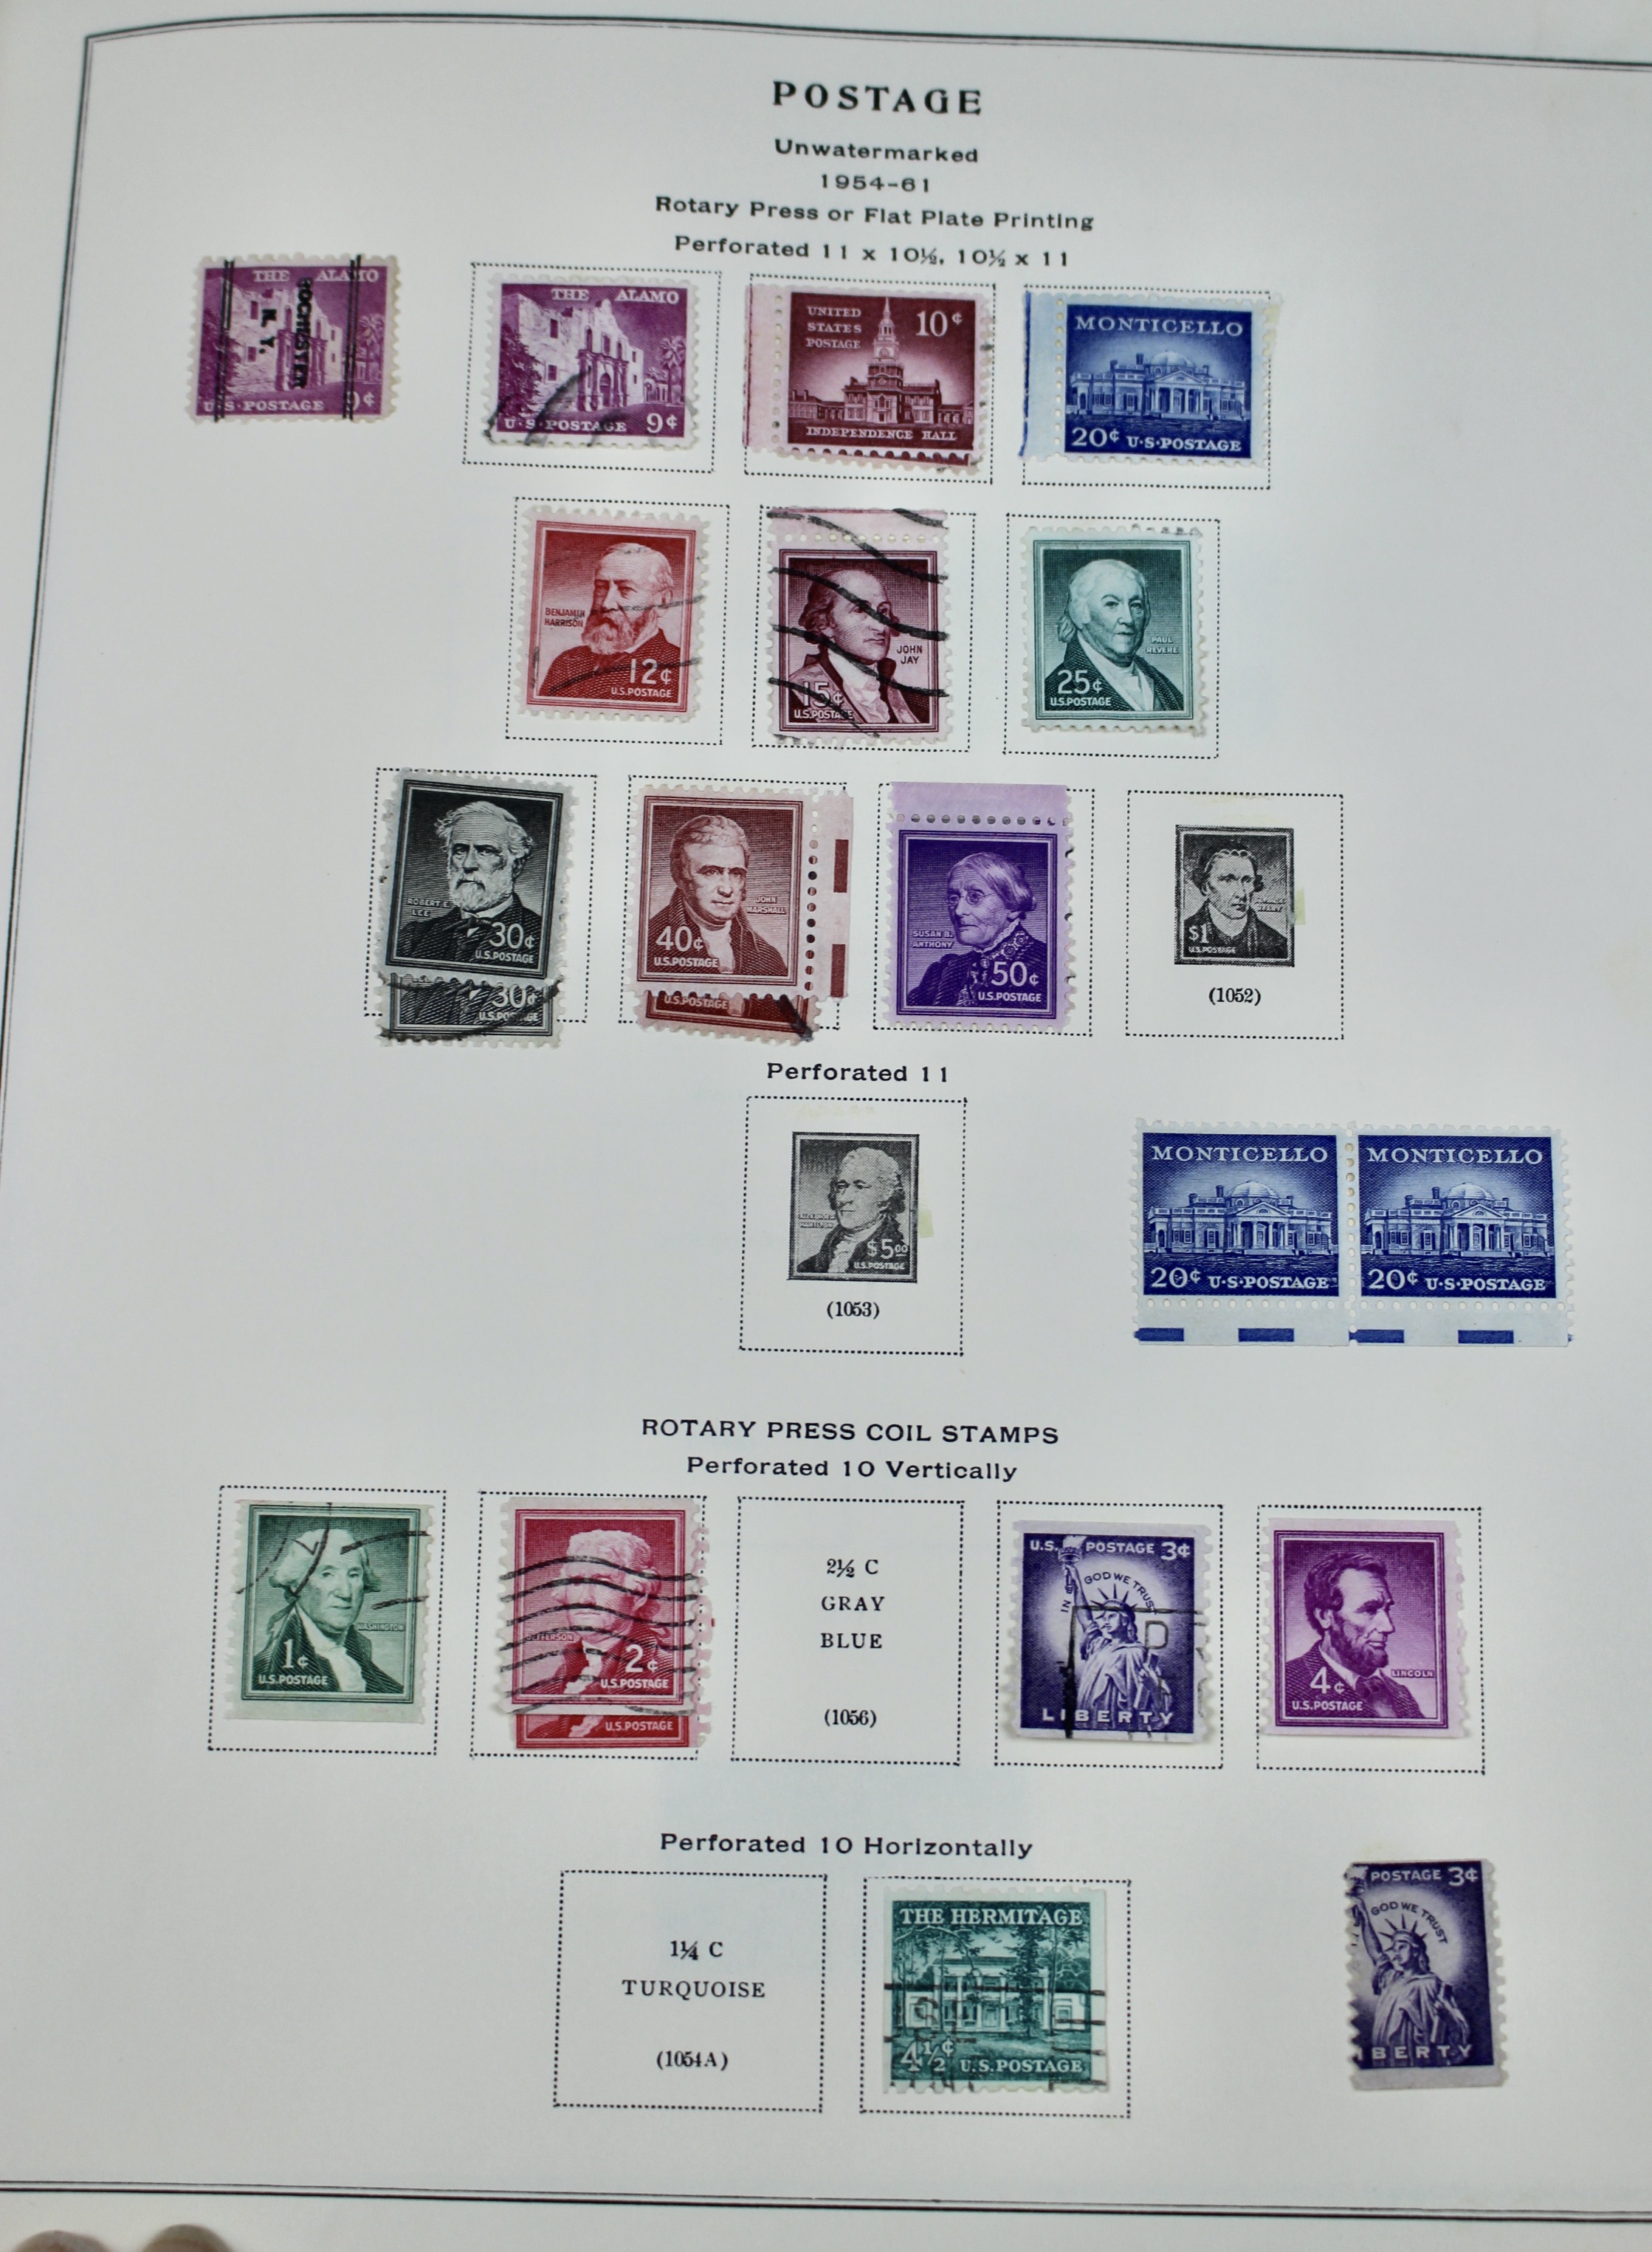 POSTAGE
Unwatermarked
1954-61
Rotary Press or Flat Plate Printing
Perforated 11 x 10½, 10½ x 11
THE ALAMO
ROCHESTER
N. Y.
U.S. POSTAGE 9¢
THE ALAMO
U·S·POSTAGE 9¢
UNITED
STATES
POSTAGE
10¢
INDEPENDENCE HALL
MONTICELLO
20¢ U·S·POSTAGE
BENJAMIN
HARRISON
12¢
U.S.POSTAGE
JOHN
JAY
15¢
U.S.POSTAGE
PAUL
REVERE
25¢
U.S.POSTAGE
ROBERT E.
LEE
30¢
U.S.POSTAGE
30¢
U.S.POSTAGE
JOHN
MARSHALL
40¢
U.S.POSTAGE
U.S.POSTAGE
SUSAN B.
ANTHONY
50¢
U.S.POSTAGE
$1
U.S.POSTAGE
(1052)
Perforated 11
$5.00
U.S.POSTAGE
(1053)
MONTICELLO
20¢ U·S·POSTAGE
MONTICELLO
20¢ U·S·POSTAGE
ROTARY PRESS COIL STAMPS
Perforated 10 Vertically
WASHINGTON
1¢
U.S.POSTAGE
JEFFERSON
2¢
U.S.POSTAGE
U.S.POSTAGE
2½ C
GRAY
BLUE
(1056)
U.S. POSTAGE 3¢
IN GOD WE TRUST
LIBERTY
LINCOLN
4¢
U.S.POSTAGE
Perforated 10 Horizontally
1¼ C
TURQUOISE
(1054A)
THE HERMITAGE
4½¢ U.S.POSTAGE
POSTAGE 3¢
GOD WE TRUST
BERTY